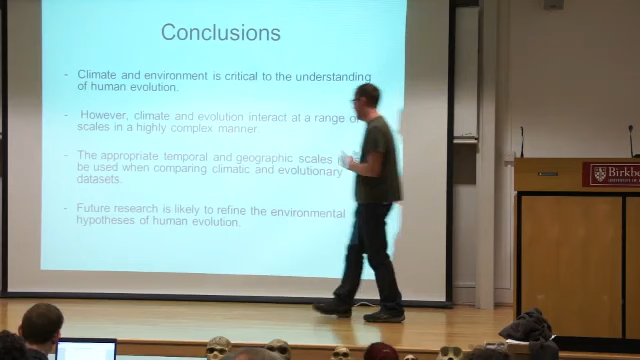 Conclusions
- Climate and environment is critical to the understanding
of human evolution.
- However, climate and evolution interact at a range of
scales in a highly complex manner.
- The appropriate temporal and geographic scales
be used when comparing climatic and evolutionary
datasets.
- Future research is likely to refine the environmental
hypotheses of human evolution.
Birkb